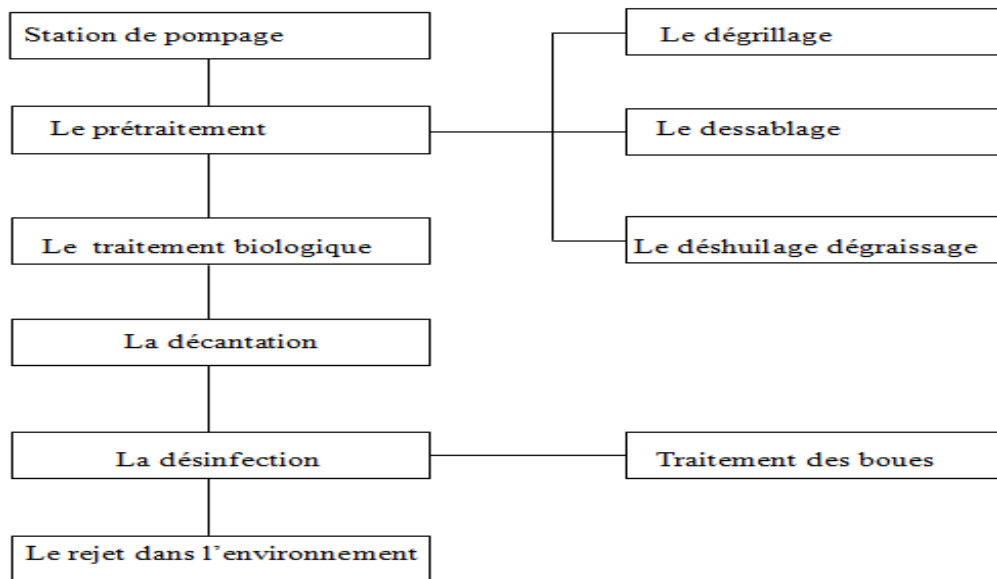 Station de pompage
Le prétraitement
Le traitement biologique
La décantation
La désinfection
Le rejet dans l'environnement
Le dégrillage
Le dessablage
Le déshuilage dégraissage
Traitement des boues